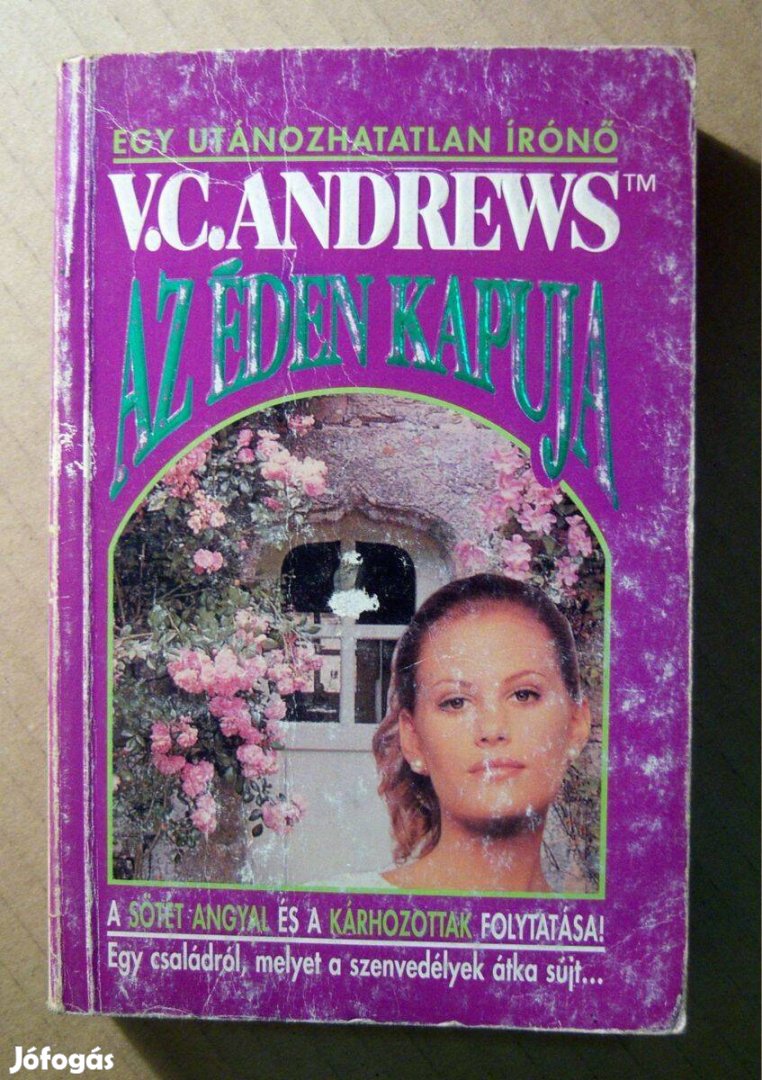 EGY UTÁNOZHATATLAN ÍRÓNŐ
V.C. ANDREWS™
AZ ÉDEN KAPUJA
A SÖTÉT ANGYAL ÉS A KÁRHOZOTTAK FOLYTATÁSA!
Egy családról, melyet a szenvedélyek átka sújt...
Jófogás